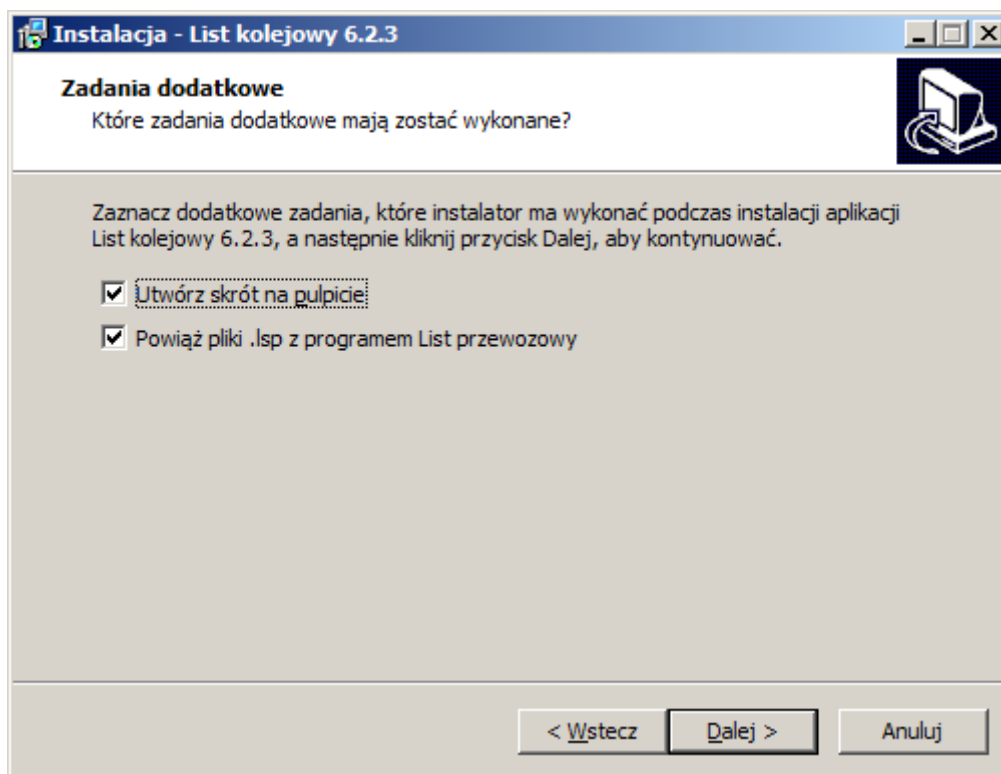 Instalacja - List kolejowy 6.2.3
Zadania dodatkowe
Które zadania dodatkowe mają zostać wykonane?
Zaznacz dodatkowe zadania, które instalator ma wykonać podczas instalacji aplikacji
List kolejowy 6.2.3, a następnie kliknij przycisk Dalej, aby kontynuować.
Utwórz skrót na pulpicie
Powiąż pliki .lsp z programem List przewozowy
< Wstecz
Dalej >
Anuluj